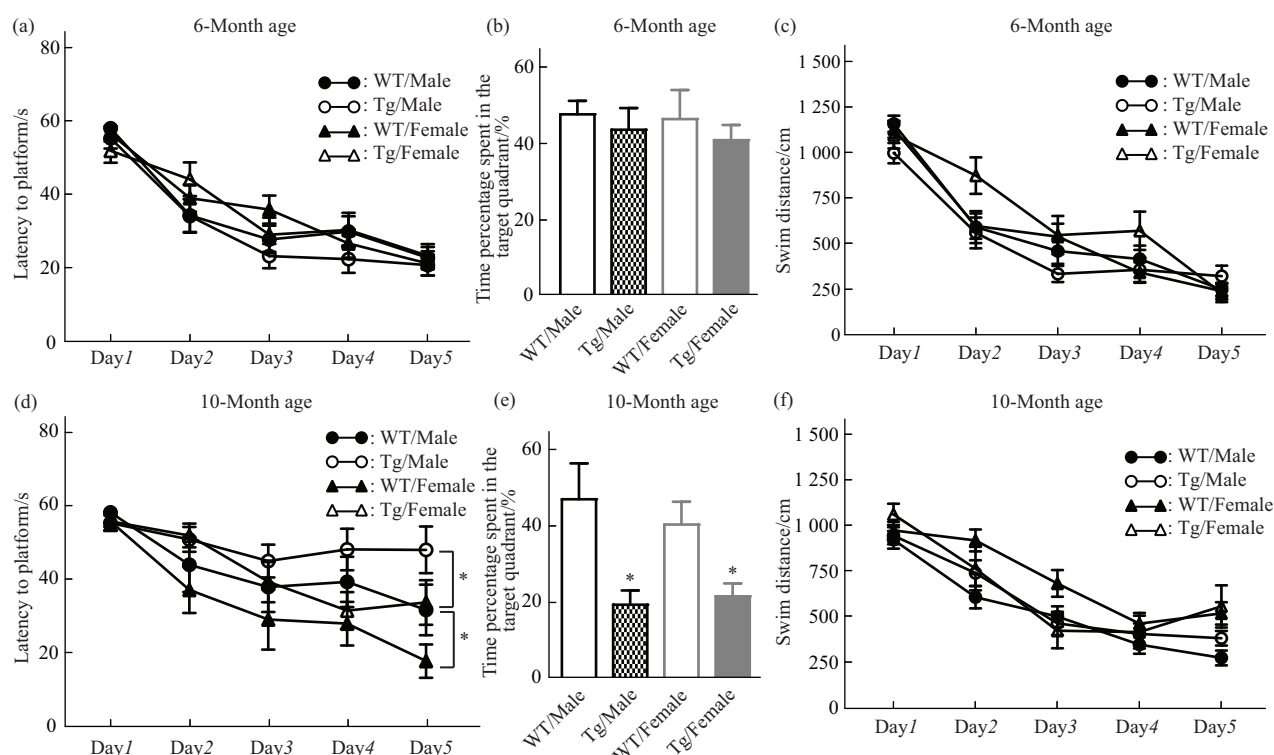 (a) 6-Month age
Latency to platform/s
80
60
40
20
0
: WT/Male
: Tg/Male
: WT/Female
: Tg/Female
Day1 Day2 Day3 Day4 Day5
(b) 6-Month age
Time percentage spent in the
target quadrant/%
60
40
20
0
WT/Male Tg/Male WT/Female Tg/Female
(c) 6-Month age
Swim distance/cm
1 500
1 250
1 000
750
500
250
0
: WT/Male
: Tg/Male
: WT/Female
: Tg/Female
Day1 Day2 Day3 Day4 Day5
(d) 10-Month age
Latency to platform/s
80
60
40
20
0
: WT/Male
: Tg/Male
: WT/Female
: Tg/Female
*
*
Day1 Day2 Day3 Day4 Day5
(e) 10-Month age
Time percentage spent in the
target quadrant/%
60
40
20
0
* *
WT/Male Tg/Male WT/Female Tg/Female
(f) 10-Month age
Swim distance/cm
1 500
1 250
1 000
750
500
250
0
: WT/Male
: Tg/Male
: WT/Female
: Tg/Female
Day1 Day2 Day3 Day4 Day5